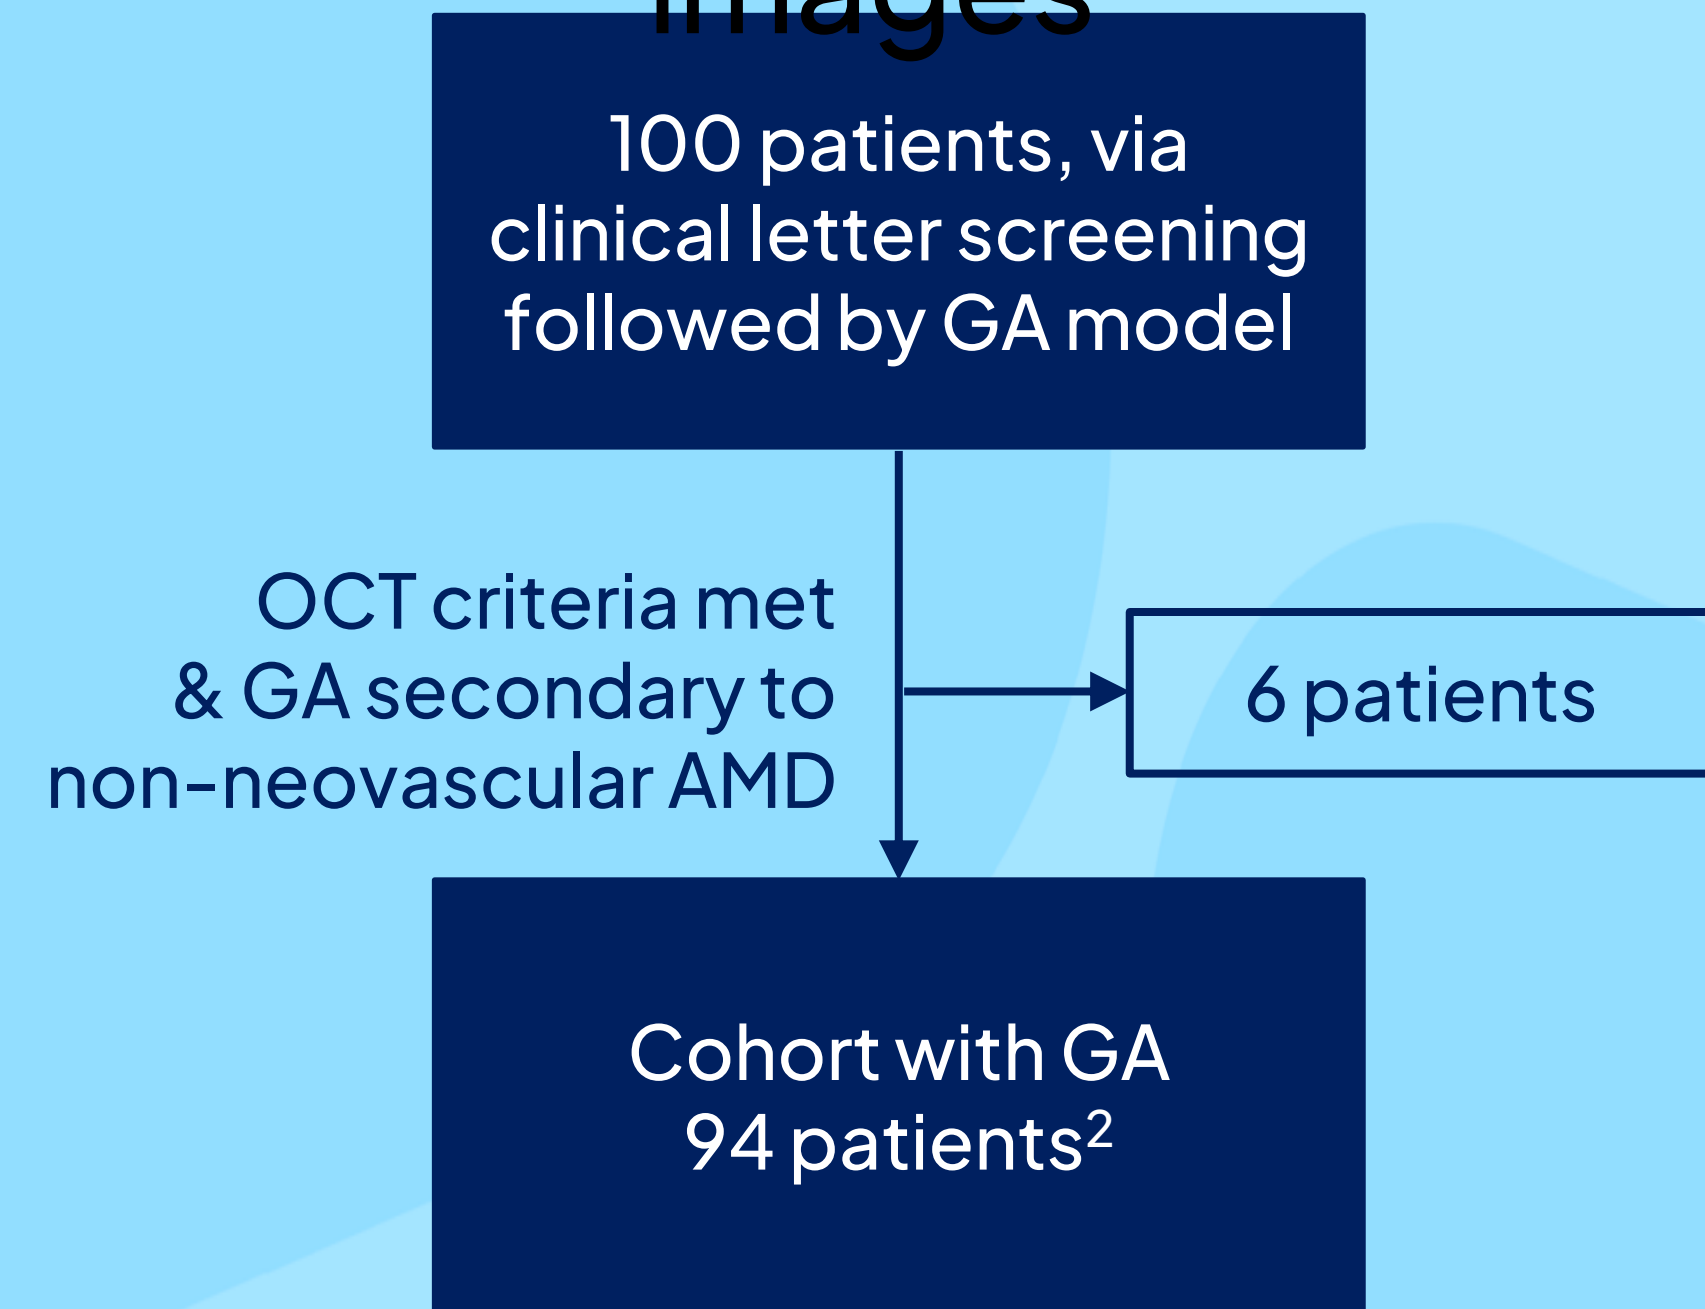 images
100 patients, via
clinical letter screening
followed by GA model
OCT criteria met
& GA secondary to
non-neovascular AMD
6 patients
Cohort with GA
94 patients²